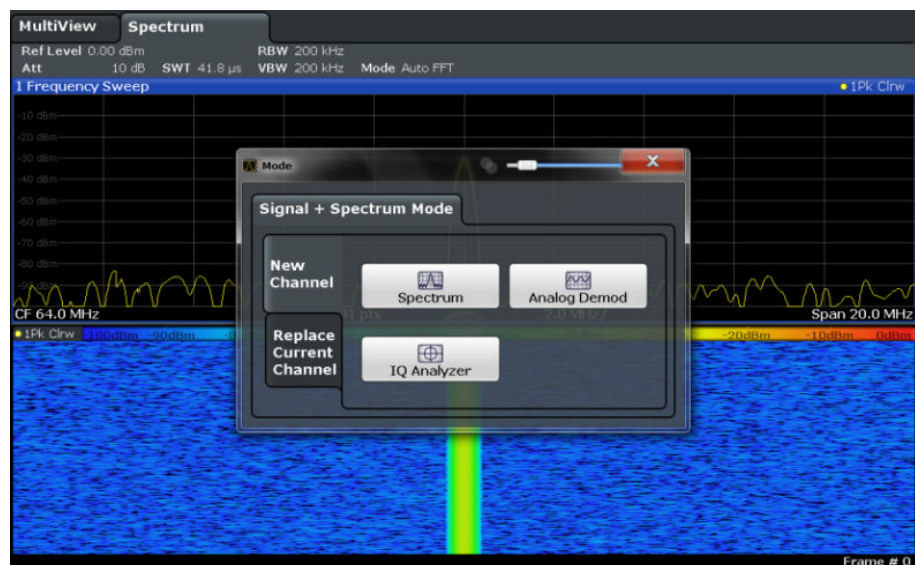 MultiView Spectrum
Ref Level 0.00 dBm RBW 200 kHz
Att 10 dB SWT 41.8 µs VBW 200 kHz Mode Auto FFT
1 Frequency Sweep 1Pk Clrw
-10 dBm
-20 dBm
-30 dBm
-40 dBm
-50 dBm
-60 dBm
-70 dBm
-80 dBm
Mode
X
Signal + Spectrum Mode
New
Channel
Spectrum
Analog Demod
Replace
Current
Channel
IQ Analyzer
CF 64.0 MHz pts 2.0 MHz/ Span 20.0 MHz
1Pk Clrw -100dBm -90dBm -20dBm -10dBm 0dBm
Frame # 0